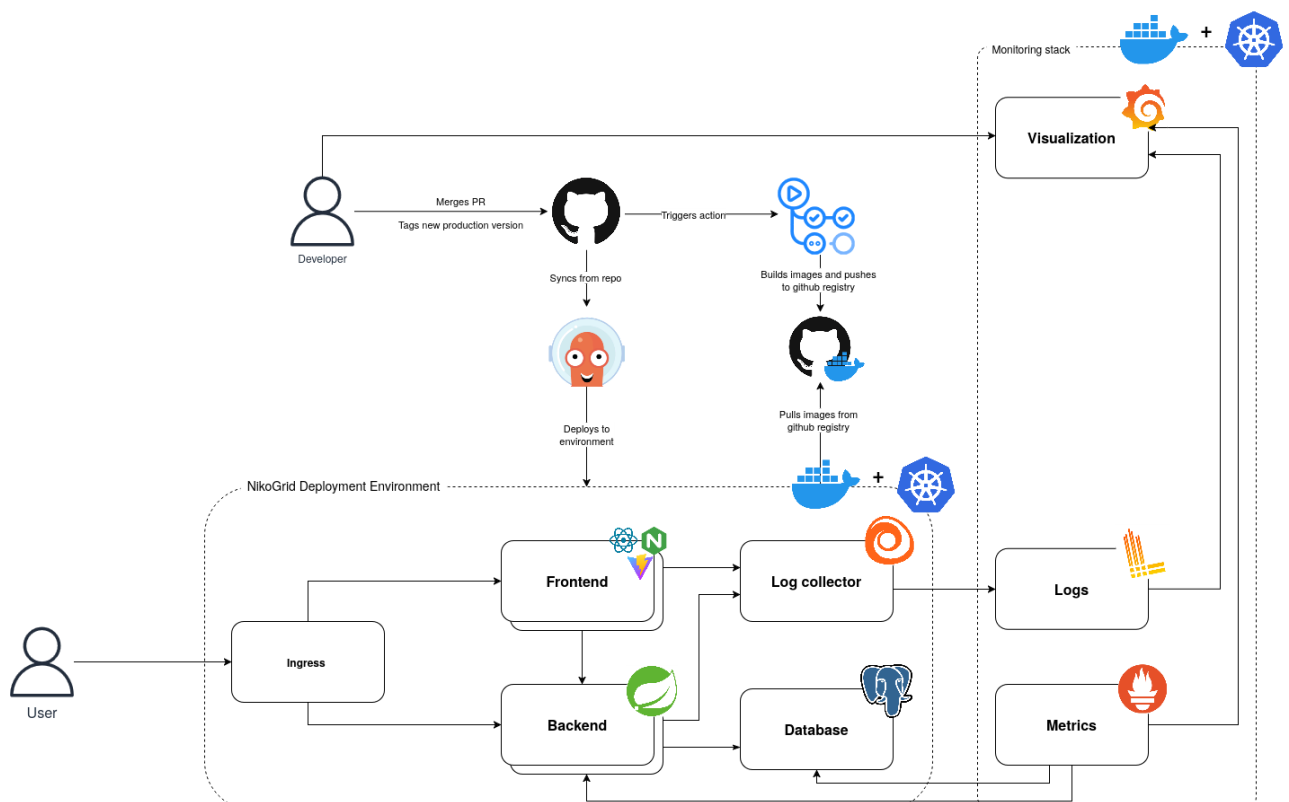 +
Monitoring stack
Visualization
Merges PR
Tags new production version
Triggers action
Developer
Syncs from repo
Builds images and pushes
to github registry
Pulls images from
github registry
Deploys to
environment
+
NikoGrid Deployment Environment
Frontend
Log collector
Logs
Ingress
User
Backend
Database
Metrics